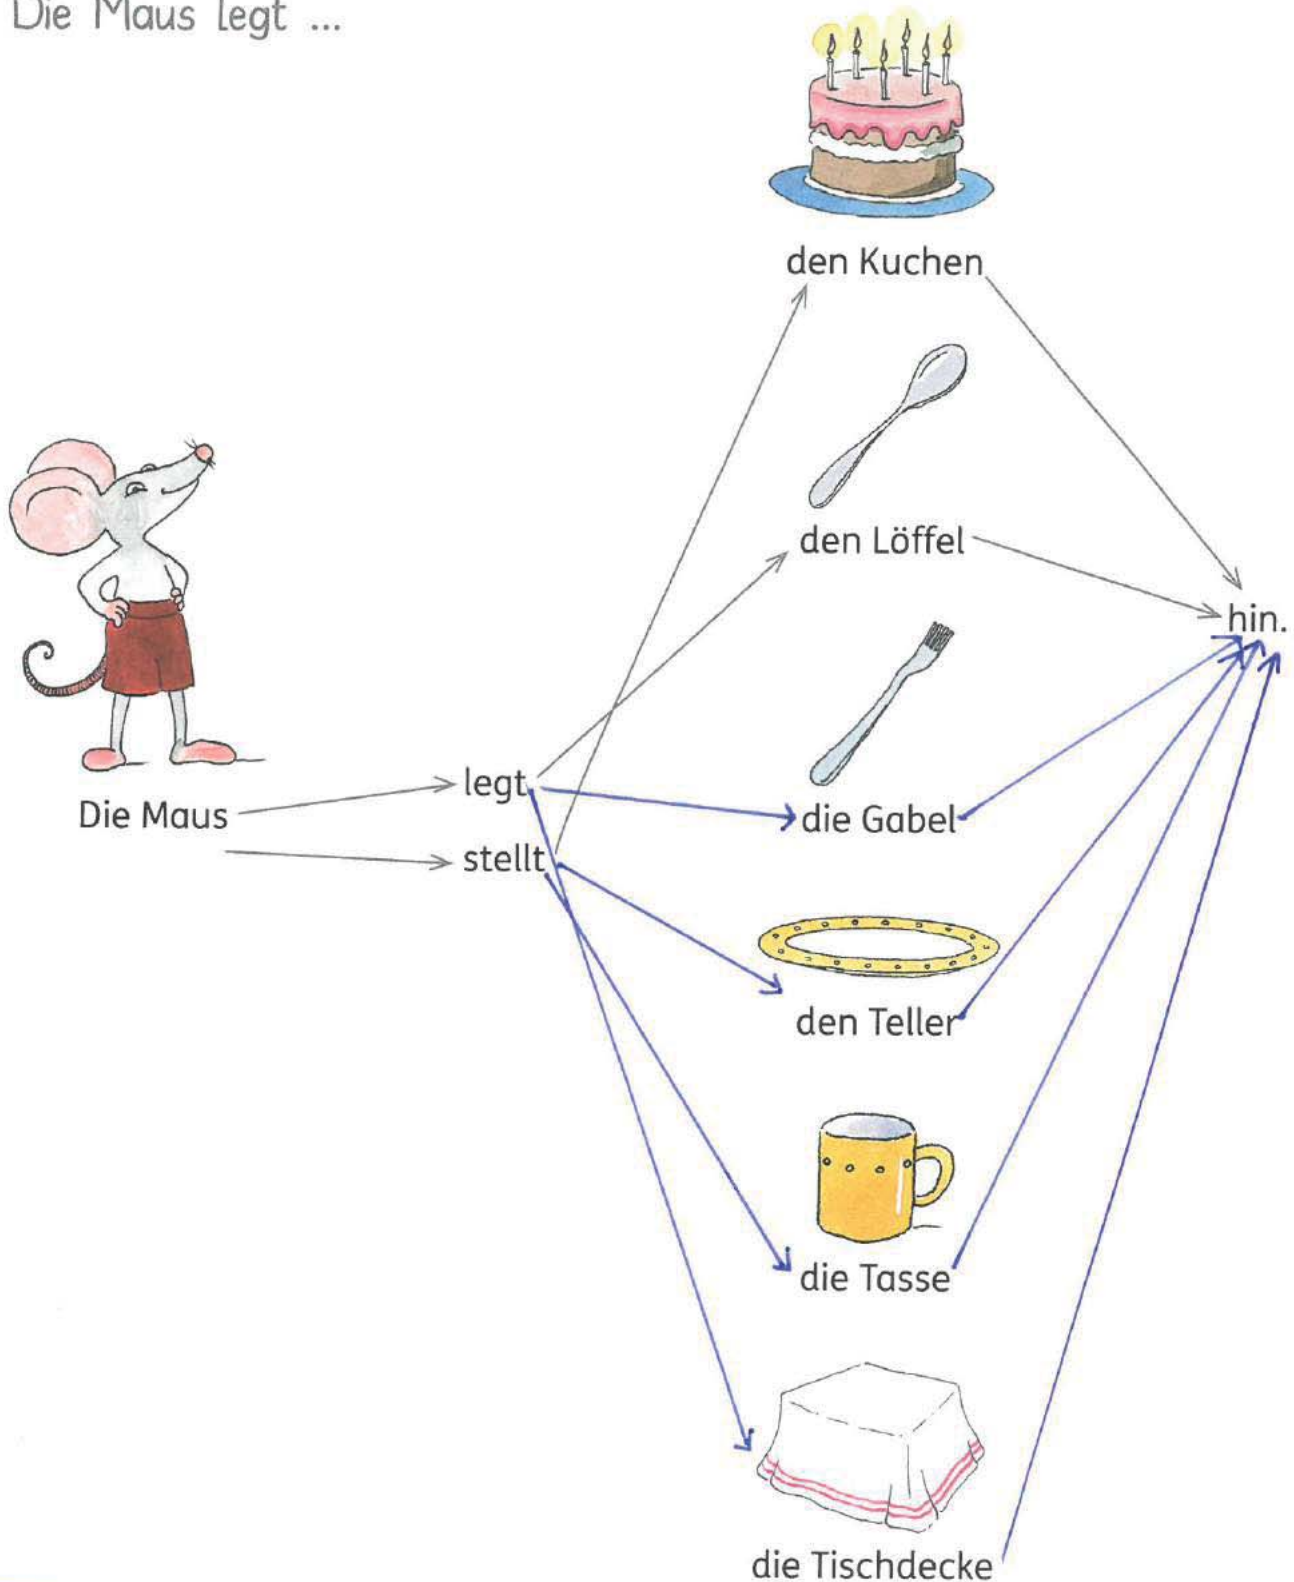 Die Maus legt ...
den Kuchen
den Löffel
hin.
legt
Die Maus
die Gabel
stellt
den Teller
die Tasse
die Tischdecke